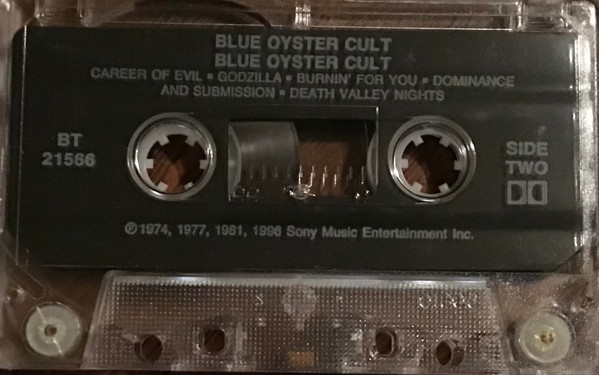 BLUE OYSTER CULT
BLUE OYSTER CULT
CAREER OF EVIL ▪ GODZILLA ▪ BURNIN' FOR YOU ▪ DOMINANCE
AND SUBMISSION ▪ DEATH VALLEY NIGHTS
BT
21566
SIDE
TWO
℗1974, 1977, 1981, 1996 Sony Music Entertainment Inc.